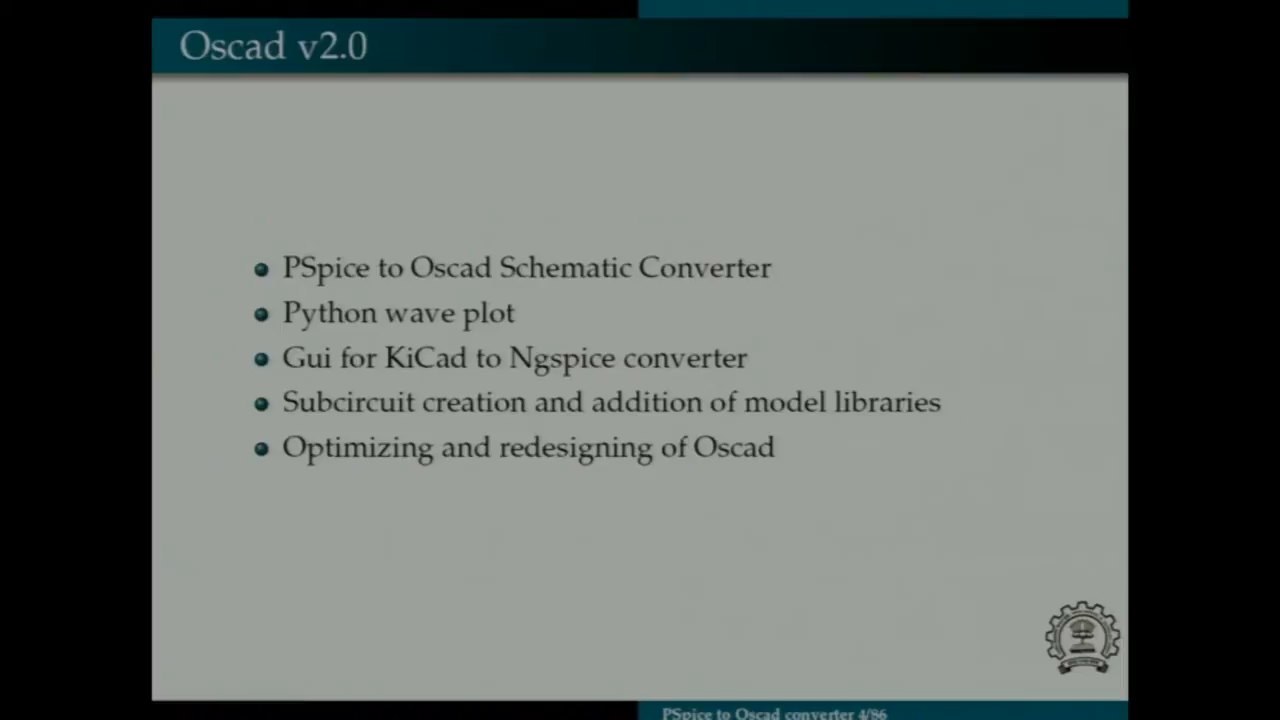 Oscad v2.0
PSpice to Oscad Schematic Converter
Python wave plot
Gui for KiCad to Ngspice converter
Subcircuit creation and addition of model libraries
Optimizing and redesigning of Oscad
PSpice to Oscad converter 4/86